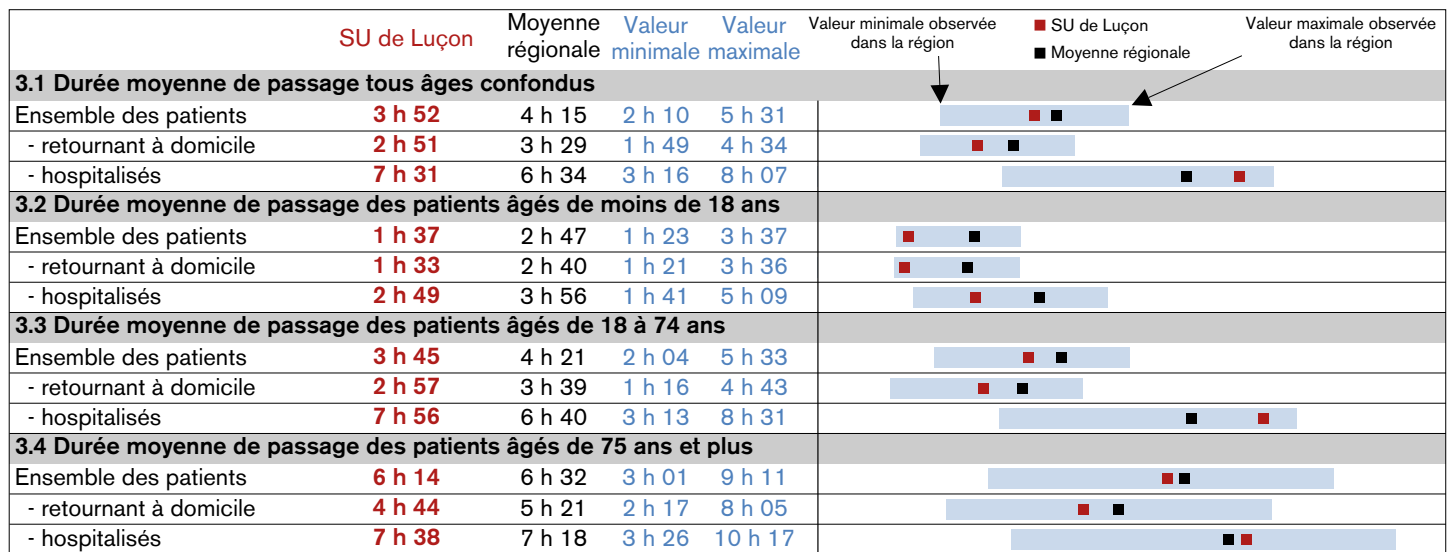 SU de Luçon Moyenne régionale Valeur minimale Valeur maximale Valeur minimale observée dans la région SU de Luçon Moyenne régionale Valeur maximale observée dans la région
3.1 Durée moyenne de passage tous âges confondus
Ensemble des patients 3 h 52 4 h 15 2 h 10 5 h 31
- retournant à domicile 2 h 51 3 h 29 1 h 49 4 h 34
- hospitalisés 7 h 31 6 h 34 3 h 16 8 h 07
3.2 Durée moyenne de passage des patients âgés de moins de 18 ans
Ensemble des patients 1 h 37 2 h 47 1 h 23 3 h 37
- retournant à domicile 1 h 33 2 h 40 1 h 21 3 h 36
- hospitalisés 2 h 49 3 h 56 1 h 41 5 h 09
3.3 Durée moyenne de passage des patients âgés de 18 à 74 ans
Ensemble des patients 3 h 45 4 h 21 2 h 04 5 h 33
- retournant à domicile 2 h 57 3 h 39 1 h 16 4 h 43
- hospitalisés 7 h 56 6 h 40 3 h 13 8 h 31
3.4 Durée moyenne de passage des patients âgés de 75 ans et plus
Ensemble des patients 6 h 14 6 h 32 3 h 01 9 h 11
- retournant à domicile 4 h 44 5 h 21 2 h 17 8 h 05
- hospitalisés 7 h 38 7 h 18 3 h 26 10 h 17